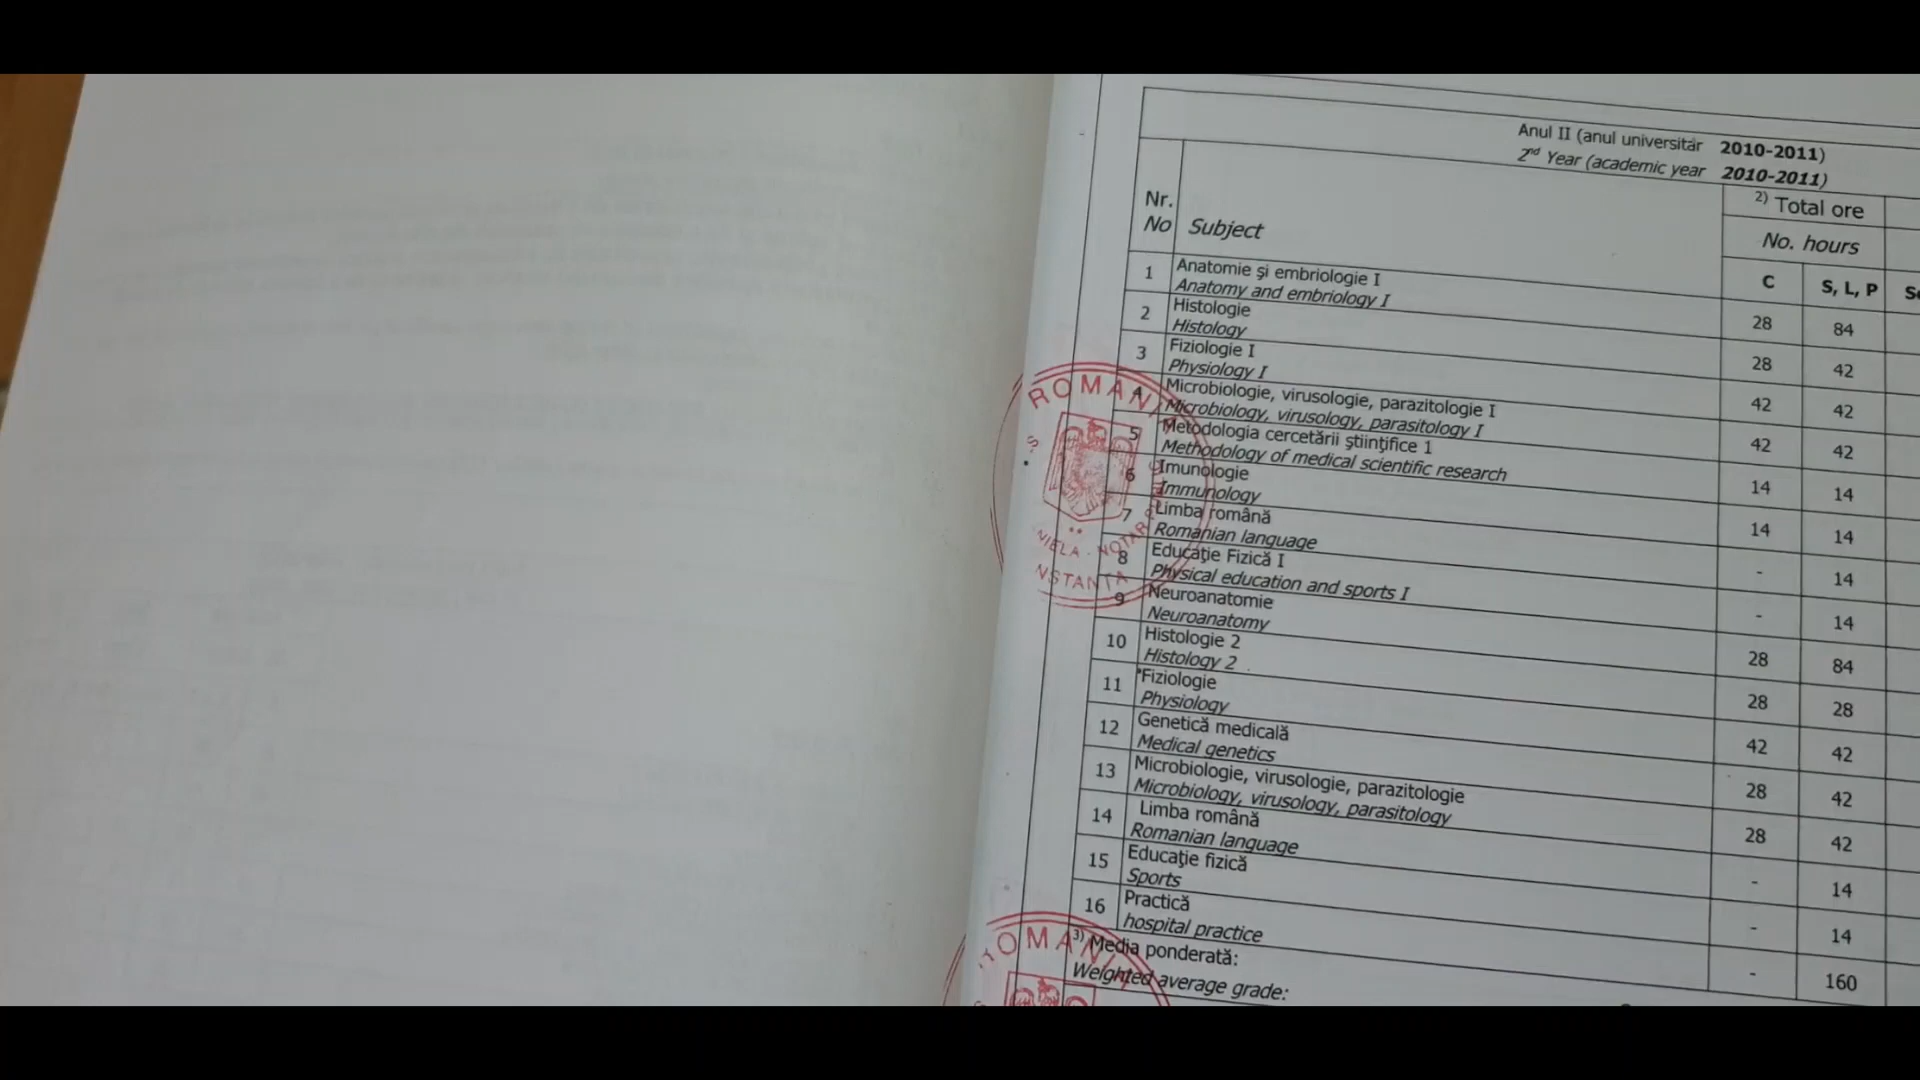 Anul II (anul universitar 2010-2011)
2nd Year (academic year 2010-2011)
Nr.
No
Subject
2) Total ore
No. hours
C
S, L, P
1
Anatomie şi embriologie I
Anatomy and embriology I
28
84
2
Histologie
Histology
28
42
3
Fiziologie I
Physiology I
42
42
4
Microbiologie, virusologie, parazitologie I
Microbiology, virusology, parasitology I
42
42
5
Metodologia cercetării ştiinţifice 1
Methodology of medical scientific research
14
14
6
Imunologie
Immunology
14
14
7
Limba română
Romanian language
-
14
8
Educaţie Fizică I
Physical education and sports I
-
14
9
Neuroanatomie
Neuroanatomy
28
84
10
Histologie 2
Histology 2
28
28
11
Fiziologie
Physiology
42
42
12
Genetică medicală
Medical genetics
28
42
13
Microbiologie, virusologie, parazitologie
Microbiology, virusology, parasitology
28
42
14
Limba română
Romanian language
-
14
15
Educaţie fizică
Sports
-
14
16
Practică
hospital practice
-
160
3) Media ponderată:
Weighted average grade:
ROMANI
NIELA · NOTAR
NSTANTA
ROMANI